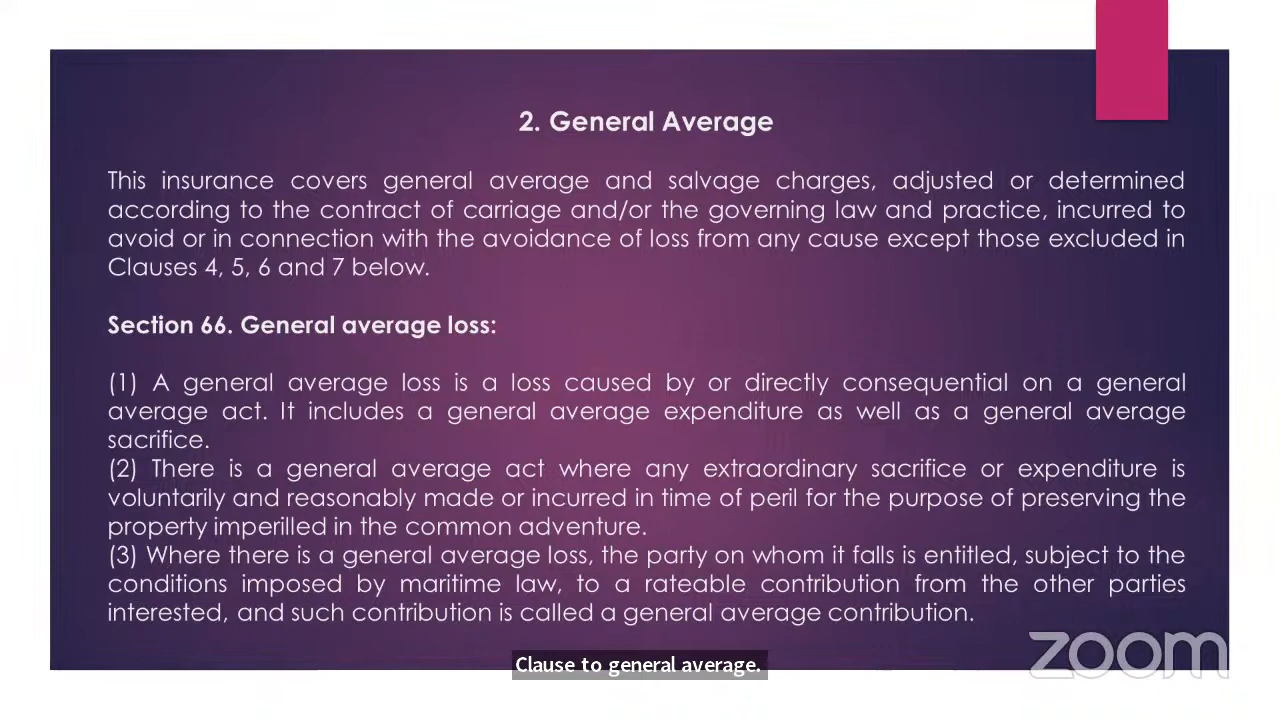 2. General Average
This insurance covers general average and salvage charges, adjusted or determined
according to the contract of carriage and/or the governing law and practice, incurred to
avoid or in connection with the avoidance of loss from any cause except those excluded in
Clauses 4, 5, 6 and 7 below.
Section 66. General average loss:
(1) A general average loss is a loss caused by or directly consequential on a general
average act. It includes a general average expenditure as well as a general average
sacrifice.
(2) There is a general average act where any extraordinary sacrifice or expenditure is
voluntarily and reasonably made or incurred in time of peril for the purpose of preserving the
property imperilled in the common adventure.
(3) Where there is a general average loss, the party on whom it falls is entitled, subject to the
conditions imposed by maritime law, to a rateable contribution from the other parties
interested, and such contribution is called a general average contribution.
zoom
Clause to general average.